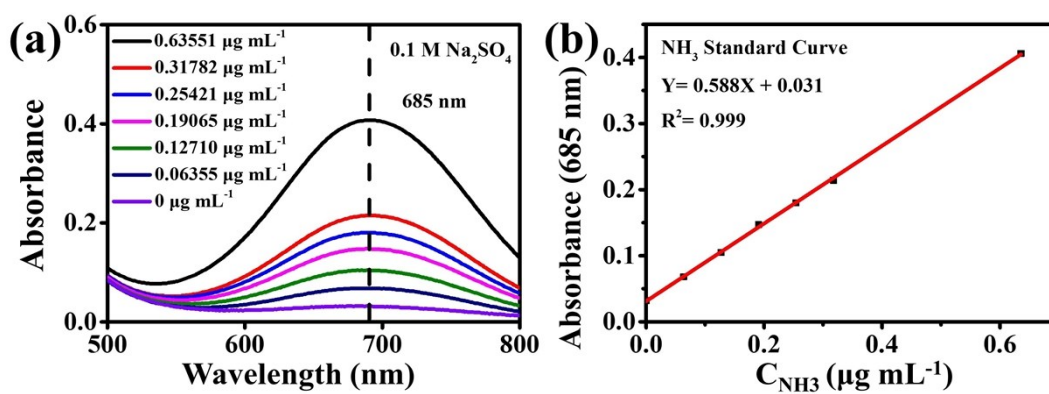 (a)
0.6
0.4
0.2
0.0
Absorbance
0.63551 µg mL⁻¹
0.31782 µg mL⁻¹
0.25421 µg mL⁻¹
0.19065 µg mL⁻¹
0.12710 µg mL⁻¹
0.06355 µg mL⁻¹
0 µg mL⁻¹
0.1 M Na₂SO₄
685 nm
500 600 700 800
Wavelength (nm)
(b)
0.4
0.3
0.2
0.1
0.0
Absorbance (685 nm)
NH₃ Standard Curve
Y= 0.588X + 0.031
R²= 0.999
0.0 0.2 0.4 0.6
C_NH3 (µg mL⁻¹)